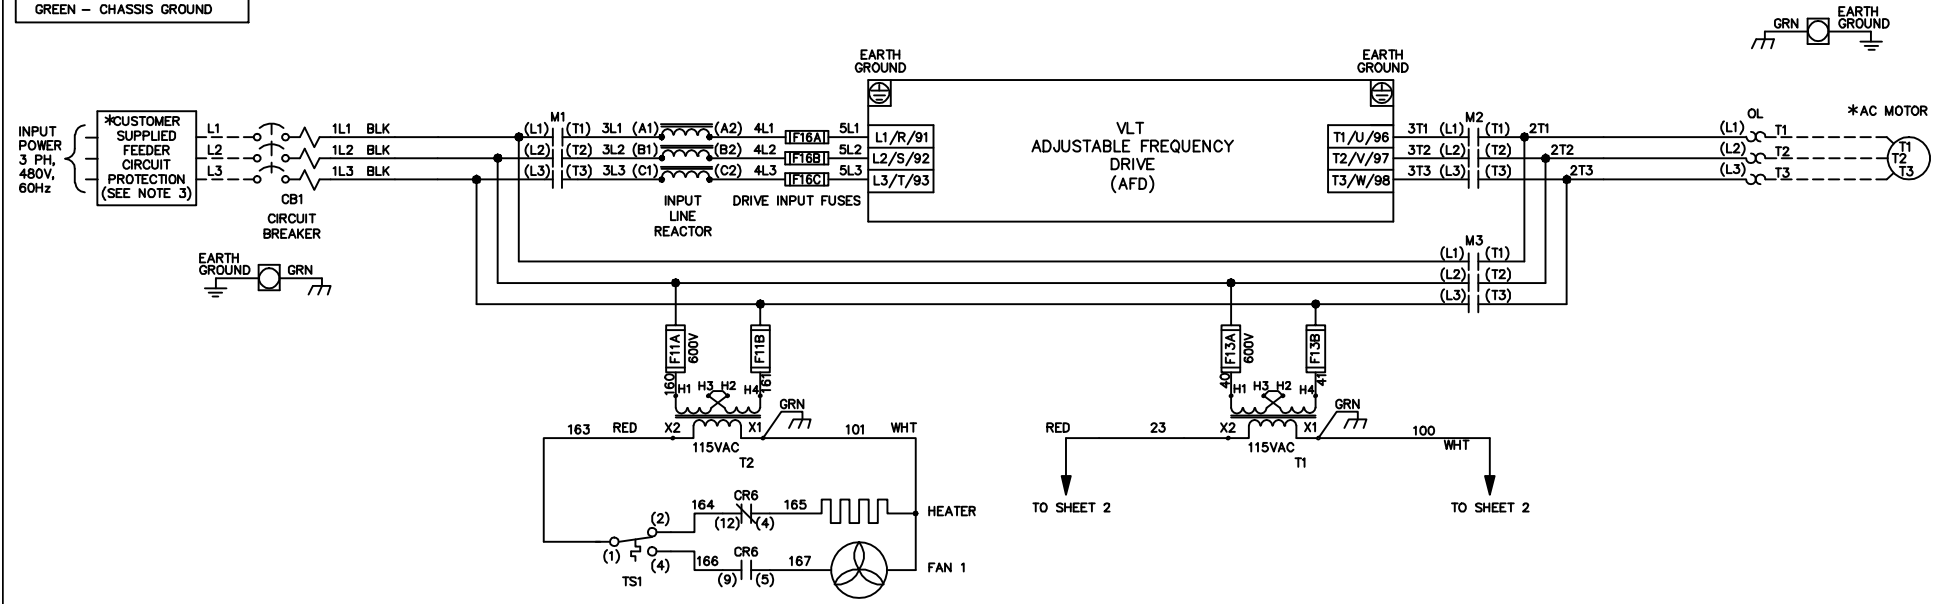 GREEN – CHASSIS GROUND
GRN
EARTH
GROUND
INPUT
POWER
3 PH,
480V,
60Hz
*CUSTOMER
SUPPLIED
FEEDER
CIRCUIT
PROTECTION
(SEE NOTE 3)
L1
L2
L3
CB1
CIRCUIT
BREAKER
1L1 BLK
1L2 BLK
1L3 BLK
EARTH
GROUND
GRN
M1
(L1) (T1) 3L1 (A1) (A2) 4L1 F16A 5L1
(L2) (T2) 3L2 (B1) (B2) 4L2 F16B 5L2
(L3) (T3) 3L3 (C1) (C2) 4L3 F16C 5L3
INPUT
LINE
REACTOR
DRIVE INPUT FUSES
EARTH
GROUND
EARTH
GROUND
L1/R/91
L2/S/92
L3/T/93
VLT
ADJUSTABLE FREQUENCY
DRIVE
(AFD)
T1/U/96
T2/V/97
T3/W/98
M2
3T1 (L1) (T1) 2T1
3T2 (L2) (T2) 2T2
3T3 (L3) (T3) 2T3
OL
(L1) T1
(L2) T2
(L3) T3
*AC MOTOR
T1
T2
T3
M3
(L1) (T1)
(L2) (T2)
(L3) (T3)
F11A
600V
F11B
160
161
H1 H3 H2 H4
GRN
163 RED X2 X1 101 WHT
115VAC
T2
F13A
600V
F13B
40
41
H1 H3 H2 H4
GRN
RED 23 X2 X1 100
WHT
115VAC
T1
TO SHEET 2
TO SHEET 2
CR6
164 165
(2) (12) (4)
HEATER
(1)
(4)
TS1
CR6
166 167
(9) (5)
FAN 1